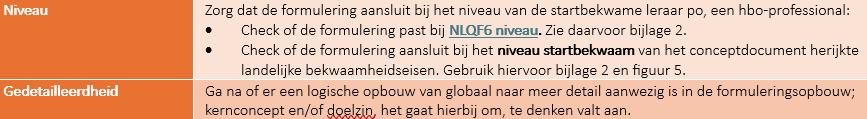 Niveau
Zorg dat de formulering aansluit bij het niveau van de startbekwame leraar po, een hbo-professional:
• Check of de formulering past bij NLQF6 niveau. Zie daarvoor bijlage 2.
• Check of de formulering aansluit bij het niveau startbekwaam van het conceptdocument herijkte
landelijke bekwaamheidseisen. Gebruik hiervoor bijlage 2 en figuur 5.
Gedetailleerdheid
Ga na of er een logische opbouw van globaal naar meer detail aanwezig is in de formuleringsopbouw;
kernconcept en/of doelzin, het gaat hierbij om, te denken valt aan.